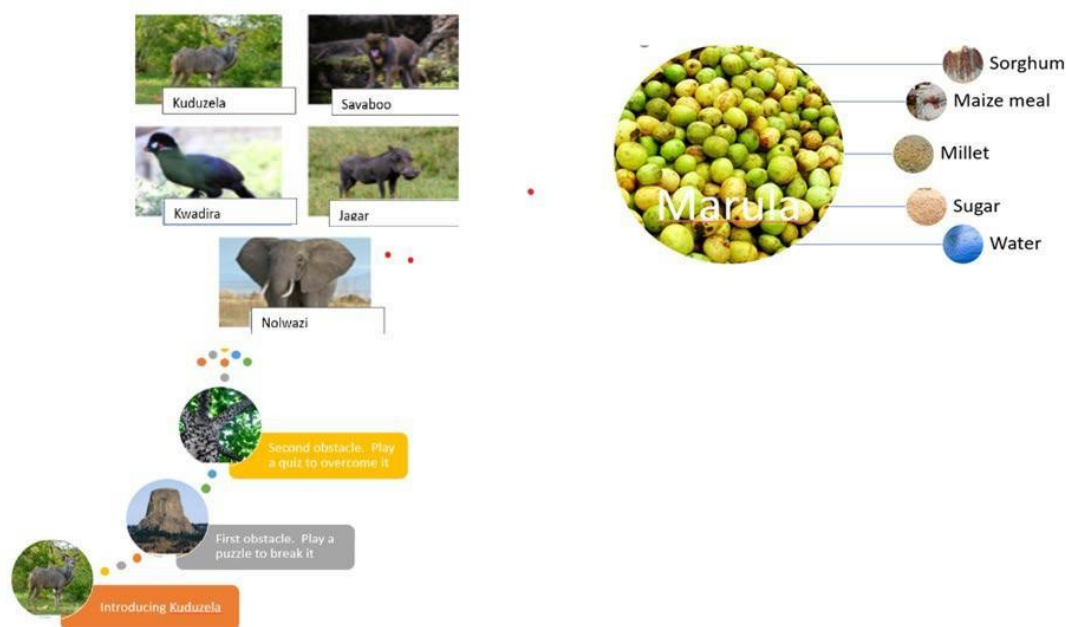 Kuduzela
Savaboo
Kwadira
Jagar
Nolwazi
Marula
Sorghum
Maize meal
Millet
Sugar
Water
Second obstacle. Play
a quiz to overcome it
First obstacle. Play a
puzzle to break it
Introducing Kuduzela